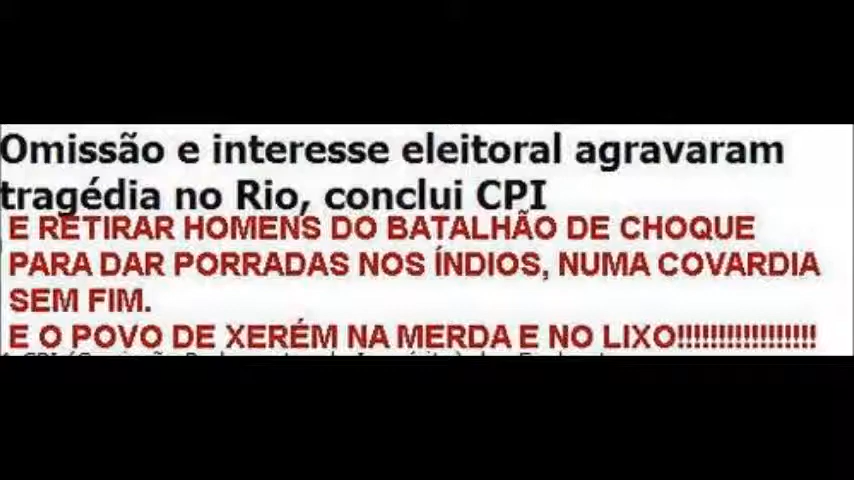 Omissão e interesse eleitoral agravaram
tragédia no Rio, conclui CPI
E RETIRAR HOMENS DO BATALHÃO DE CHOQUE
PARA DAR PORRADAS NOS ÍNDIOS, NUMA COVARDIA
SEM FIM.
E O POVO DE XERÉM NA MERDA E NO LIXO!!!!!!!!!!!!!!!!!